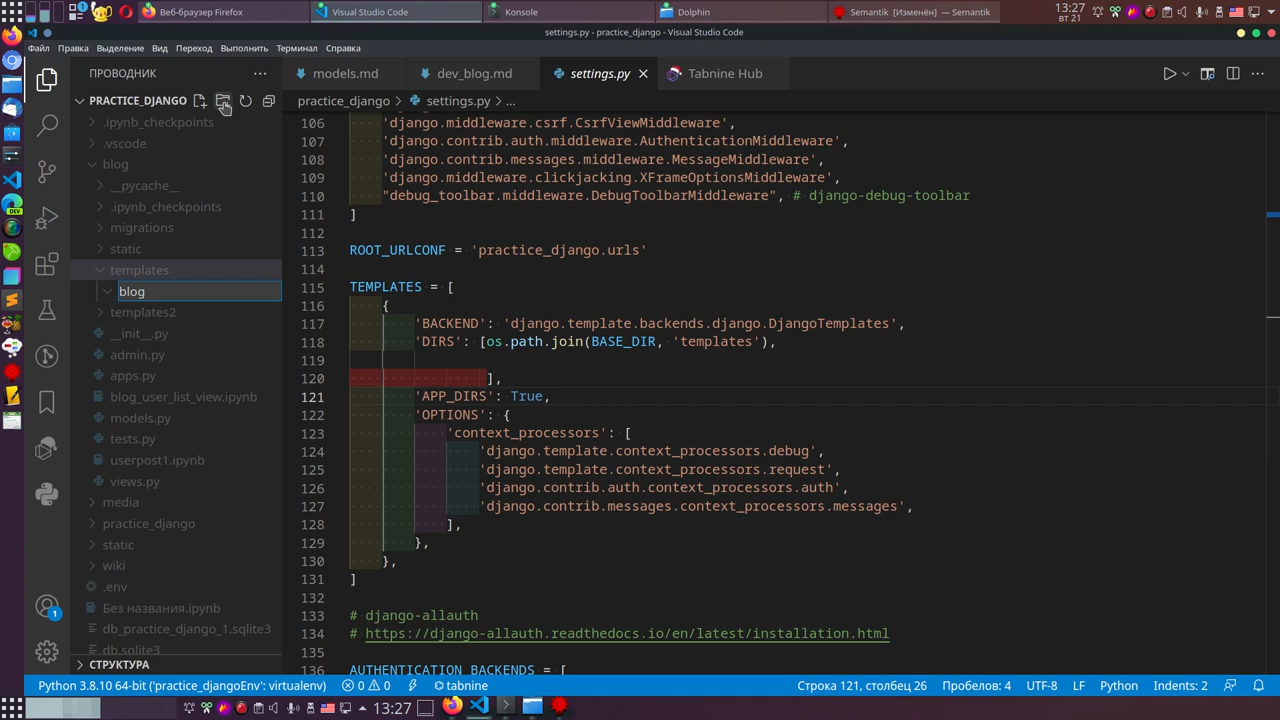 Веб-браузер Firefox
Visual Studio Code
Konsole
Dolphin
Semantik [Изменён] — Semantik
13:27
ВТ 21
settings.py - practice_django - Visual Studio Code
Файл Правка Выделение Вид Переход Выполнить Терминал Справка
ПРОВОДНИК
models.md
dev_blog.md
settings.py
Tabnine Hub
PRACTICE_DJANGO
practice_django > settings.py > ...
.ipynb_checkpoints
.vscode
blog
__pycache__
.ipynb_checkpoints
migrations
static
templates
blog
templates2
__init__.py
admin.py
apps.py
blog_user_list_view.ipynb
models.py
tests.py
userpost1.ipynb
views.py
media
practice_django
static
wiki
.env
Без названия.ipynb
db_practice_django_1.sqlite3
db.sqlite3
СТРУКТУРА
106 'django.middleware.csrf.CsrfViewMiddleware',
107 'django.contrib.auth.middleware.AuthenticationMiddleware',
108 'django.contrib.messages.middleware.MessageMiddleware',
109 'django.middleware.clickjacking.XFrameOptionsMiddleware',
110 "debug_toolbar.middleware.DebugToolbarMiddleware", # django-debug-toolbar
111 ]
112
113 ROOT_URLCONF = 'practice_django.urls'
114
115 TEMPLATES = [
116 {
117 'BACKEND': 'django.template.backends.django.DjangoTemplates',
118 'DIRS': [os.path.join(BASE_DIR, 'templates'),
119
120 ],
121 'APP_DIRS': True,
122 'OPTIONS': {
123 'context_processors': [
124 'django.template.context_processors.debug',
125 'django.template.context_processors.request',
126 'django.contrib.auth.context_processors.auth',
127 'django.contrib.messages.context_processors.messages',
128 ],
129 },
130 },
131 ]
132
133 # django-allauth
134 # https://django-allauth.readthedocs.io/en/latest/installation.html
135
136 AUTHENTICATION_BACKENDS = [
DEV
1
Python 3.8.10 64-bit ('practice_djangoEnv': virtualenv) 0 0 tabnine
Строка 121, столбец 26 Пробелов: 4 UTF-8 LF Python Indents: 2
13:27